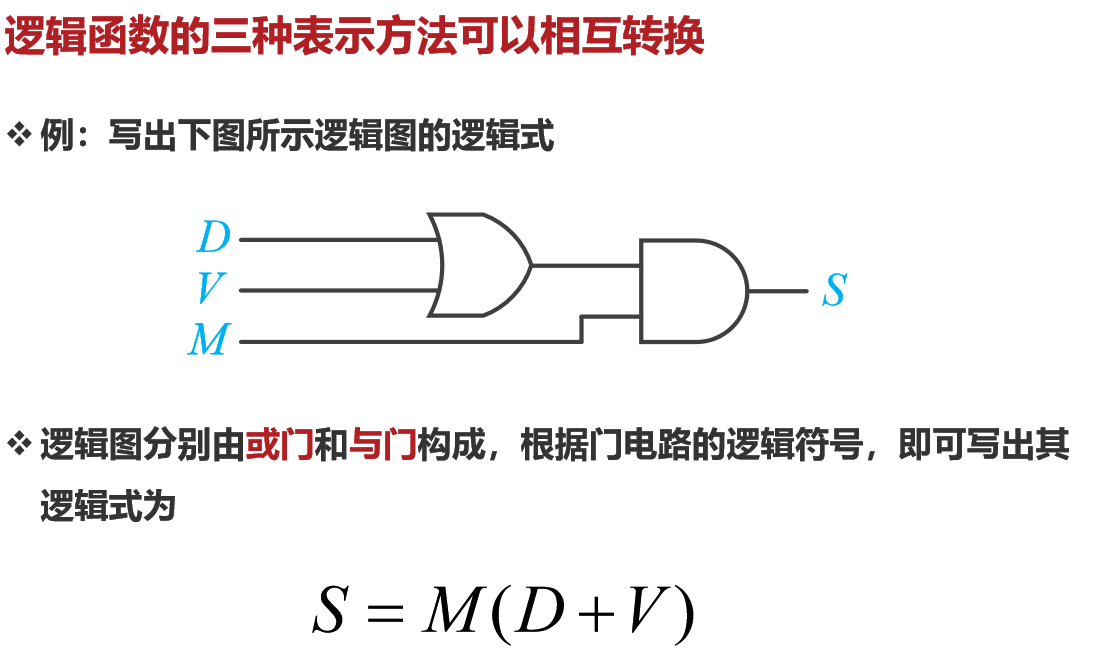 逻辑函数的三种表示方法可以相互转换
❖ 例：写出下图所示逻辑图的逻辑式
D
V
M
S
❖ 逻辑图分别由或门和与门构成，根据门电路的逻辑符号，即可写出其
逻辑式为
S = M(D + V)